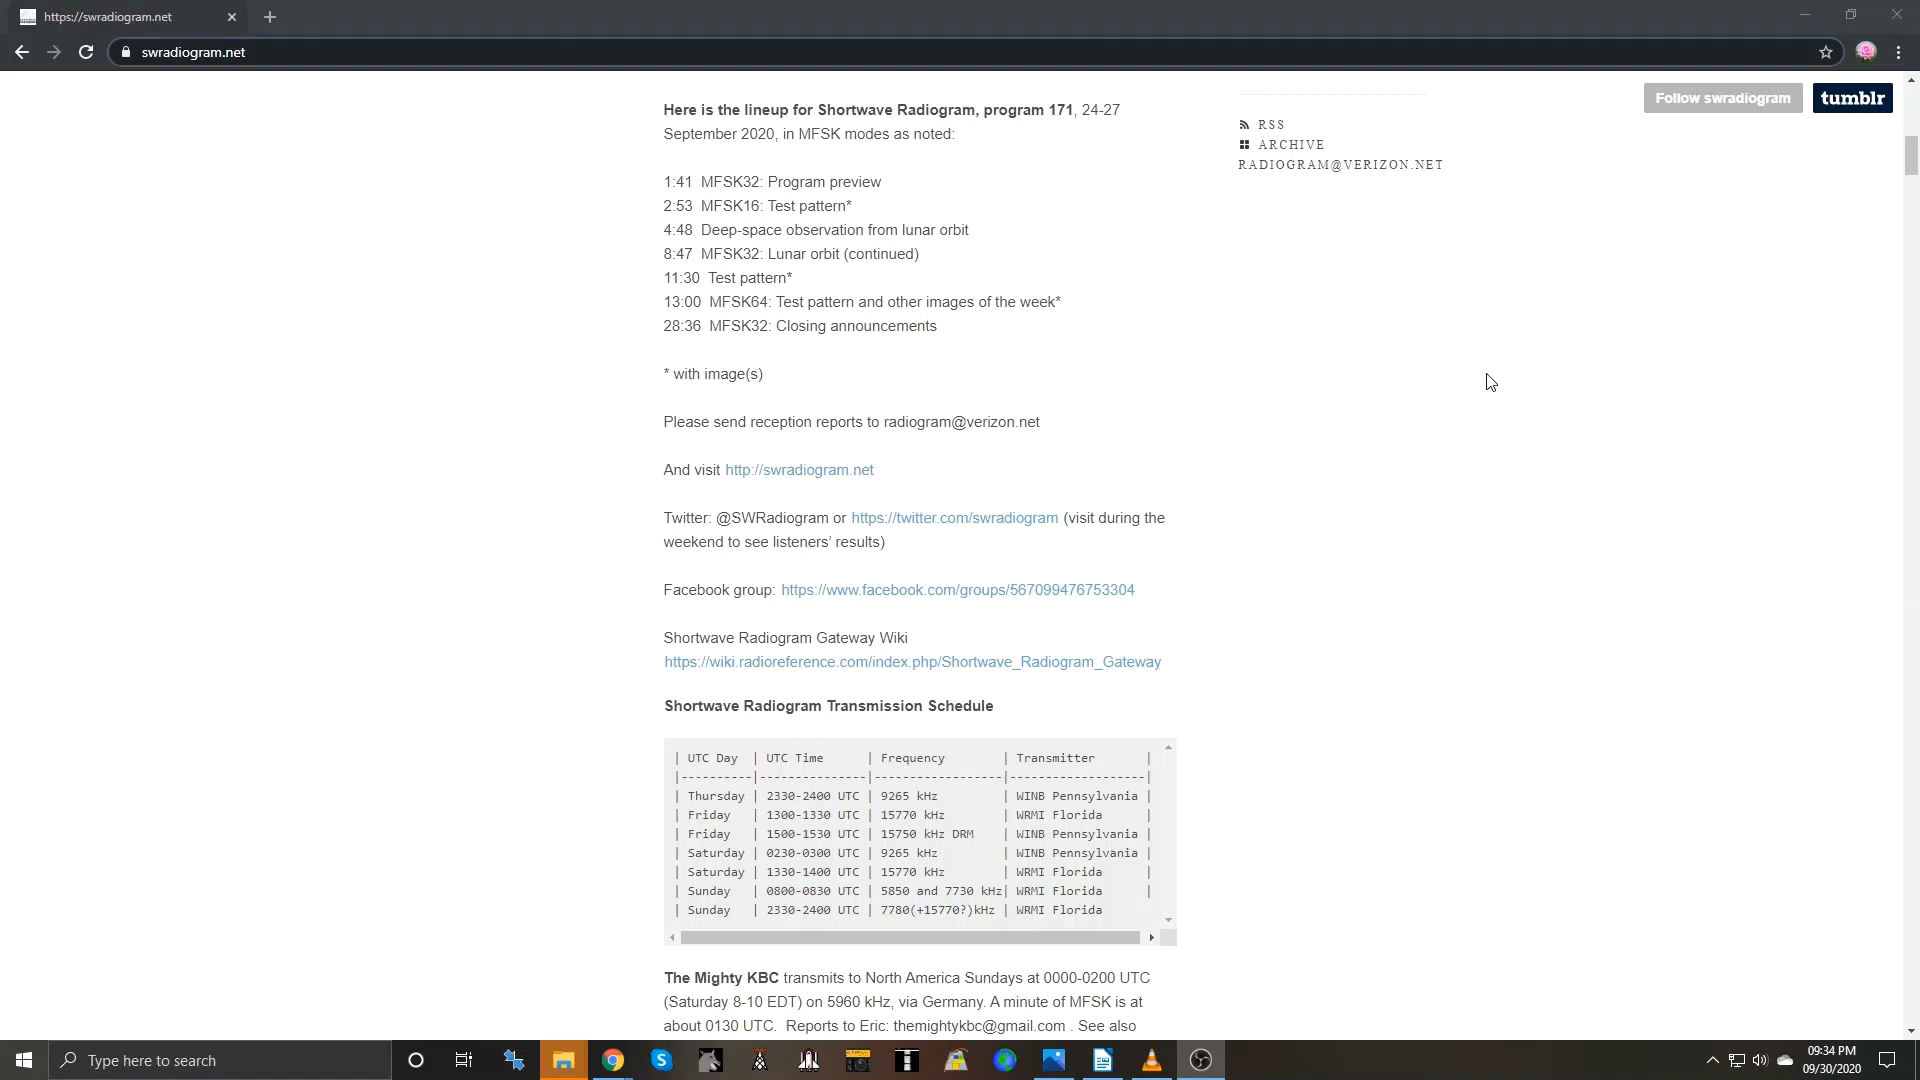 https://swradiogram.net
swradiogram.net
Follow swradiogram
tumblr
Here is the lineup for Shortwave Radiogram, program 171, 24-27
September 2020, in MFSK modes as noted:
1:41  MFSK32: Program preview
2:53  MFSK16: Test pattern*
4:48  Deep-space observation from lunar orbit
8:47  MFSK32: Lunar orbit (continued)
11:30  Test pattern*
13:00  MFSK64: Test pattern and other images of the week*
28:36  MFSK32: Closing announcements
* with image(s)
Please send reception reports to radiogram@verizon.net
And visit http://swradiogram.net
Twitter: @SWRadiogram or https://twitter.com/swradiogram (visit during the
weekend to see listeners’ results)
Facebook group: https://www.facebook.com/groups/567099476753304
Shortwave Radiogram Gateway Wiki
https://wiki.radioreference.com/index.php/Shortwave_Radiogram_Gateway
Shortwave Radiogram Transmission Schedule
| UTC Day  | UTC Time      | Frequency        | Transmitter       |
|----------|---------------|------------------|-------------------|
| Thursday | 2330-2400 UTC | 9265 kHz         | WINB Pennsylvania |
| Friday   | 1300-1330 UTC | 15770 kHz        | WRMI Florida      |
| Friday   | 1500-1530 UTC | 15750 kHz DRM    | WINB Pennsylvania |
| Saturday | 0230-0300 UTC | 9265 kHz         | WINB Pennsylvania |
| Saturday | 1330-1400 UTC | 15770 kHz        | WRMI Florida      |
| Sunday   | 0800-0830 UTC | 5850 and 7730 kHz| WRMI Florida      |
| Sunday   | 2330-2400 UTC | 7780(+15770?)kHz | WRMI Florida
The Mighty KBC transmits to North America Sundays at 0000-0200 UTC
(Saturday 8-10 EDT) on 5960 kHz, via Germany. A minute of MFSK is at
about 0130 UTC.  Reports to Eric: themightykbc@gmail.com . See also
RSS
ARCHIVE
RADIOGRAM@VERIZON.NET
Type here to search
09:34 PM
09/30/2020